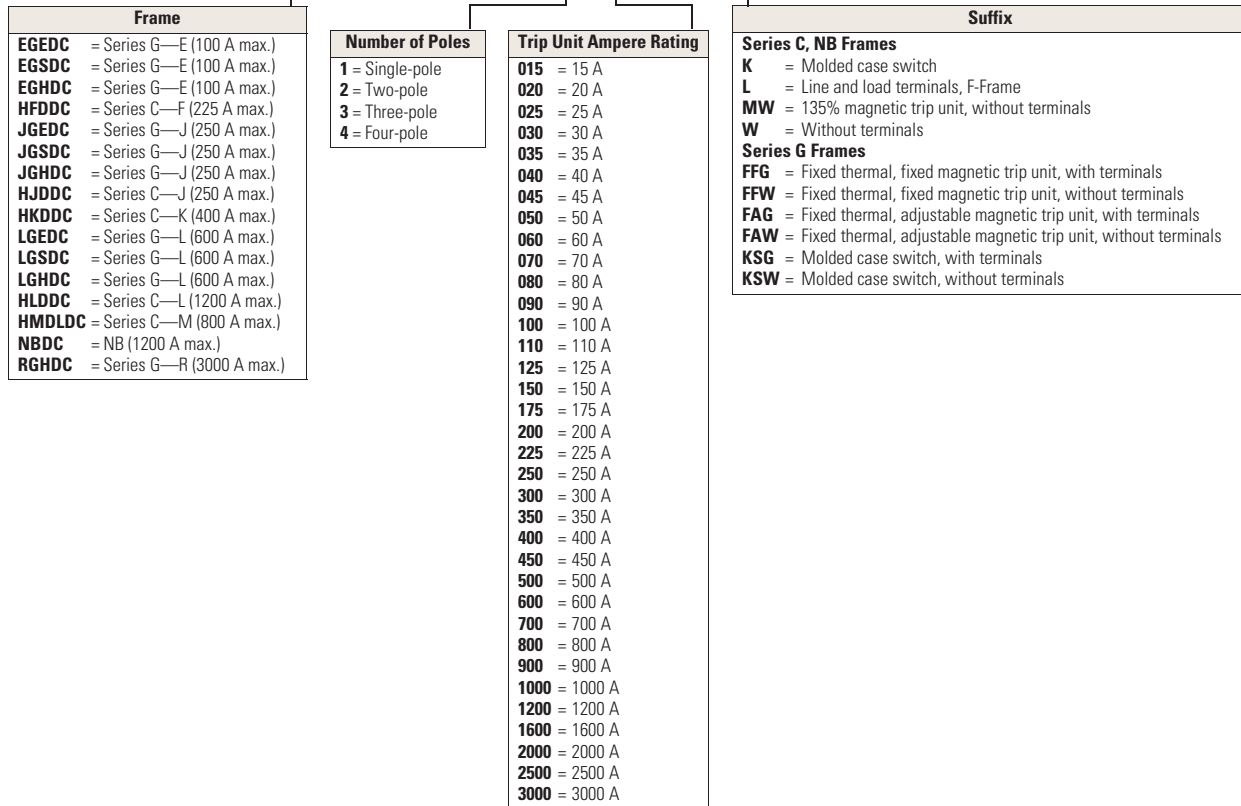 Frame
EGEDC = Series G—E (100 A max.)
EGSDC = Series G—E (100 A max.)
EGHDC = Series G—E (100 A max.)
HFDDC = Series C—F (225 A max.)
JGEDC = Series G—J (250 A max.)
JGSDC = Series G—J (250 A max.)
JGHDC = Series G—J (250 A max.)
HJDDC = Series C—J (250 A max.)
HKDDC = Series C—K (400 A max.)
LGEDC = Series G—L (600 A max.)
LGSDC = Series G—L (600 A max.)
LGHDC = Series G—L (600 A max.)
HLDDC = Series C—L (1200 A max.)
HMDLDC = Series C—M (800 A max.)
NBDC = NB (1200 A max.)
RGHDC = Series G—R (3000 A max.)
Number of Poles
1 = Single-pole
2 = Two-pole
3 = Three-pole
4 = Four-pole
Trip Unit Ampere Rating
015 = 15 A
020 = 20 A
025 = 25 A
030 = 30 A
035 = 35 A
040 = 40 A
045 = 45 A
050 = 50 A
060 = 60 A
070 = 70 A
080 = 80 A
090 = 90 A
100 = 100 A
110 = 110 A
125 = 125 A
150 = 150 A
175 = 175 A
200 = 200 A
225 = 225 A
250 = 250 A
300 = 300 A
350 = 350 A
400 = 400 A
450 = 450 A
500 = 500 A
600 = 600 A
700 = 700 A
800 = 800 A
900 = 900 A
1000 = 1000 A
1200 = 1200 A
1600 = 1600 A
2000 = 2000 A
2500 = 2500 A
3000 = 3000 A
Suffix
Series C, NB Frames
K = Molded case switch
L = Line and load terminals, F-Frame
MW = 135% magnetic trip unit, without terminals
W = Without terminals
Series G Frames
FFG = Fixed thermal, fixed magnetic trip unit, with terminals
FFW = Fixed thermal, fixed magnetic trip unit, without terminals
FAG = Fixed thermal, adjustable magnetic trip unit, with terminals
FAW = Fixed thermal, adjustable magnetic trip unit, without terminals
KSG = Molded case switch, with terminals
KSW = Molded case switch, without terminals